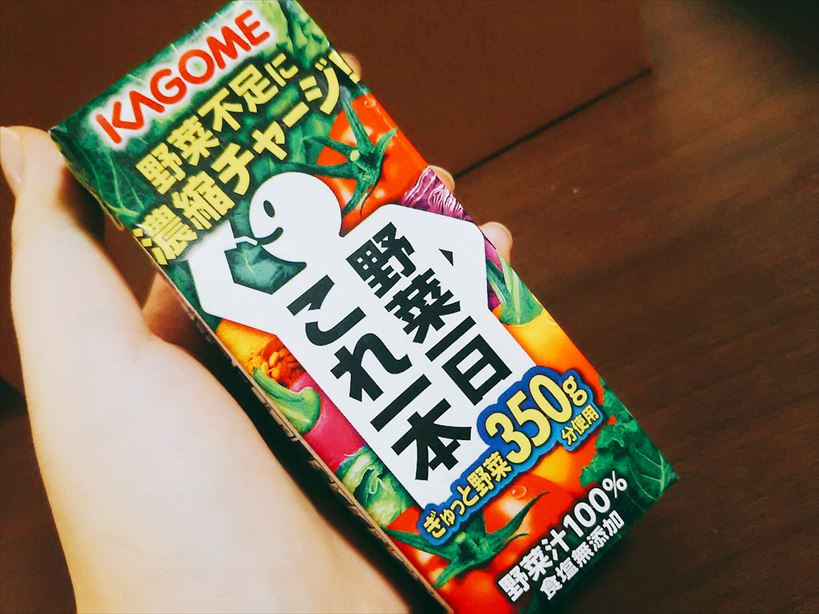 KAGOME
野菜不足に
濃縮チャージ!
野菜一日
これ一本
ぎゅっと野菜350g
分使用
野菜汁100%
食塩無添加